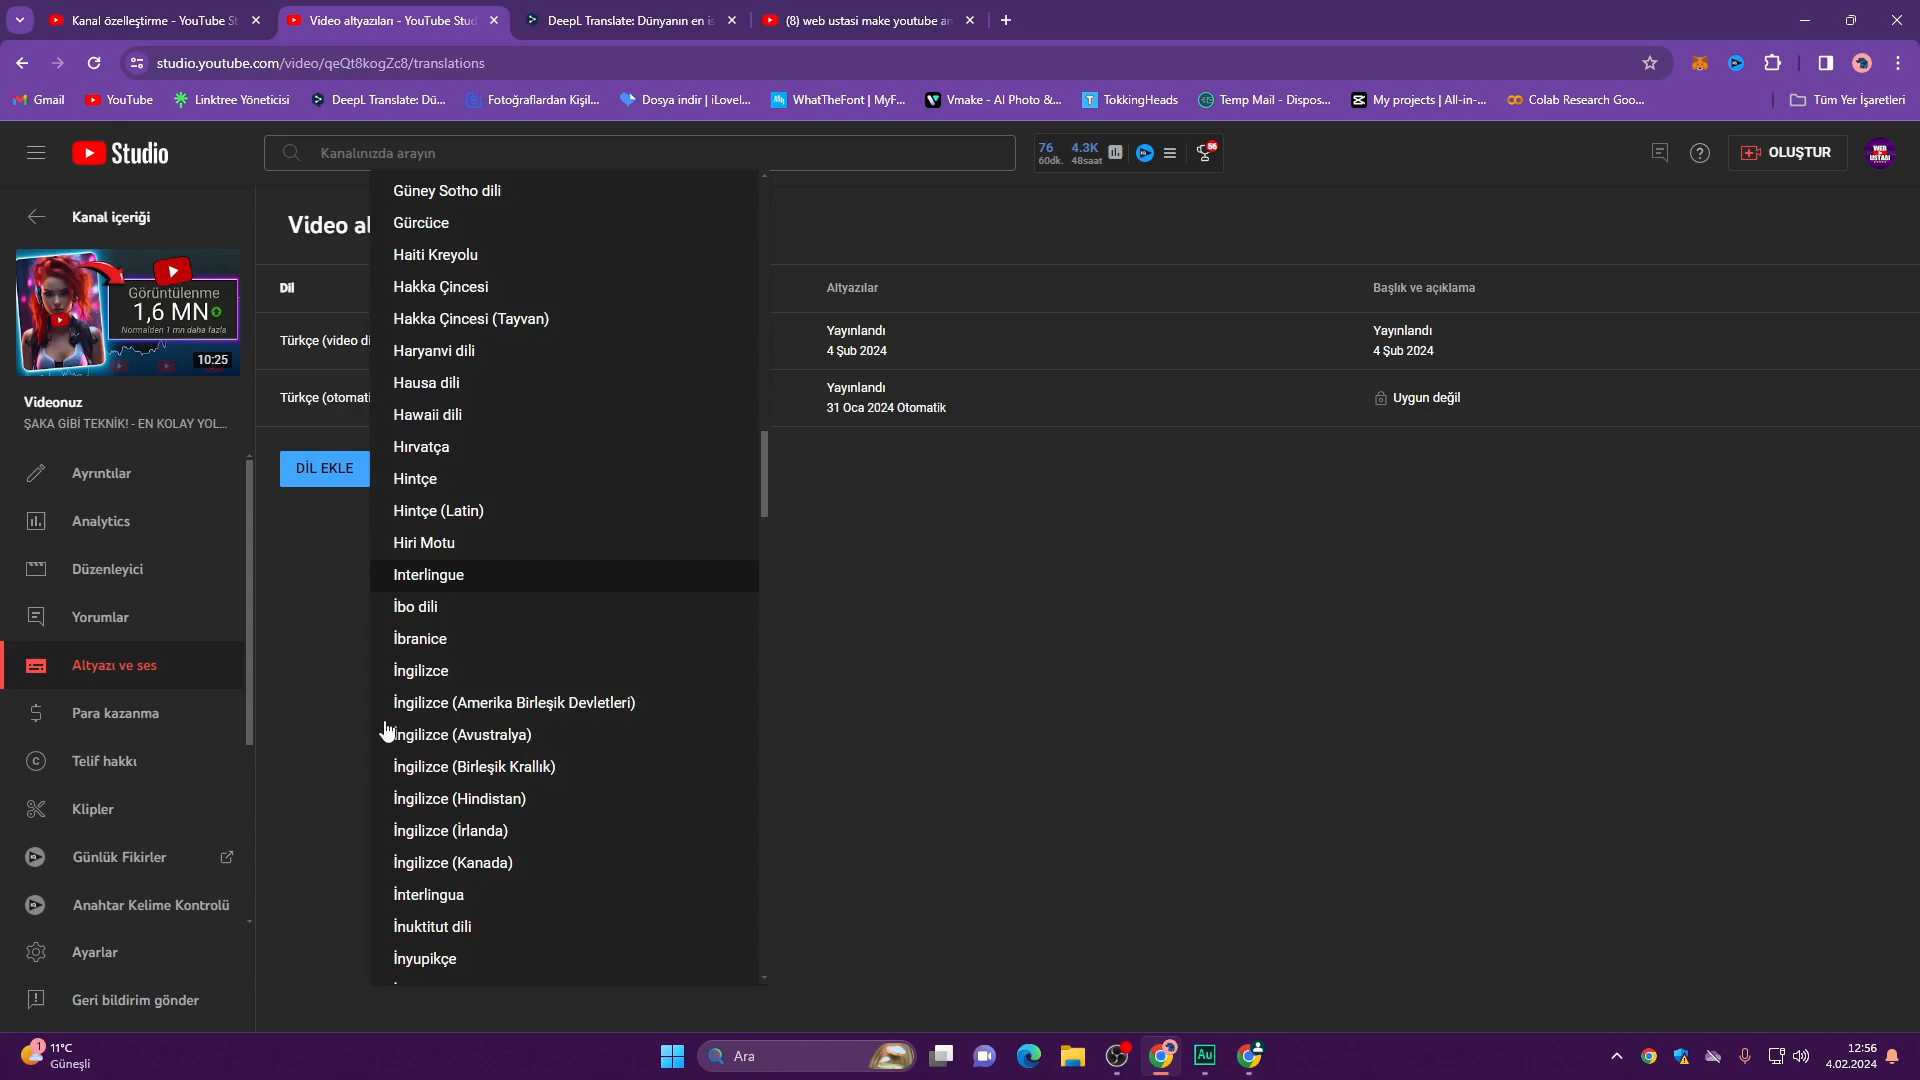 Kanal özelleştirme - YouTube St
Video altyazıları - YouTube Stud
DeepL Translate: Dünyanın en is
(8) web ustasi make youtube an
studio.youtube.com/video/qeQt8kogZc8/translations
Gmail
YouTube
Linktree Yöneticisi
DeepL Translate: Dü...
Fotoğraflardan Kişil...
Dosya indir | iLovel...
WhatTheFont | MyF...
Vmake - AI Photo &...
TokkingHeads
Temp Mail - Dispos...
My projects | All-in-...
Colab Research Goo...
Tüm Yer İşaretleri
Studio
Kanalınızda arayın
76
60dk.
4.3K
48saat
56
OLUŞTUR
WEB
USTASI
Kanal içeriği
Görüntülenme
1,6 MN
Normalden 1 mn daha fazla
10:25
Videonuz
ŞAKA GİBİ TEKNİK! - EN KOLAY YOL...
Ayrıntılar
Analytics
Düzenleyici
Yorumlar
Altyazı ve ses
Para kazanma
Telif hakkı
Klipler
Günlük Fikirler
Anahtar Kelime Kontrolü
Ayarlar
Geri bildirim gönder
Video al
Dil
Altyazılar
Başlık ve açıklama
Türkçe (video di
Yayınlandı
4 Şub 2024
Yayınlandı
4 Şub 2024
Türkçe (otomati
Yayınlandı
31 Oca 2024 Otomatik
Uygun değil
DİL EKLE
Güney Sotho dili
Gürcüce
Haiti Kreyolu
Hakka Çincesi
Hakka Çincesi (Tayvan)
Haryanvi dili
Hausa dili
Hawaii dili
Hırvatça
Hintçe
Hintçe (Latin)
Hiri Motu
Interlingue
İbo dili
İbranice
İngilizce
İngilizce (Amerika Birleşik Devletleri)
İngilizce (Avustralya)
İngilizce (Birleşik Krallık)
İngilizce (Hindistan)
İngilizce (İrlanda)
İngilizce (Kanada)
İnterlingua
İnuktitut dili
İnyupikçe
1
11°C
Güneşli
Ara
Au
12:56
4.02.2024